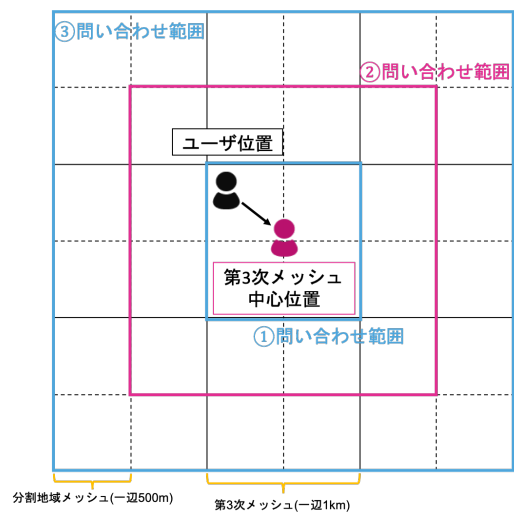 ③問い合わせ範囲
②問い合わせ範囲
ユーザ位置
第3次メッシュ
中心位置
①問い合わせ範囲
分割地域メッシュ(一辺500m)
第3次メッシュ(一辺1km)